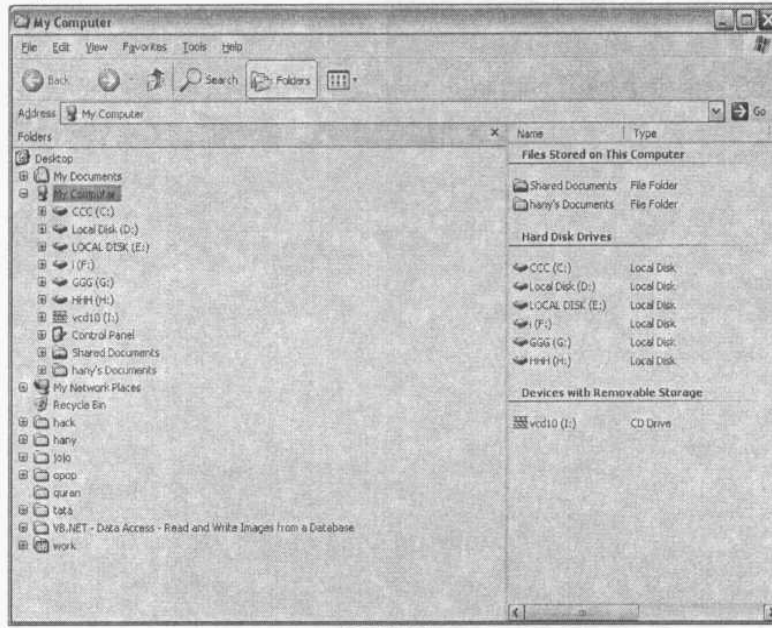 My Computer
File Edit View Favorites Tools Help
Back Search Folders
Address My Computer Go
Folders
Desktop
My Documents
My Computer
CCC (C:)
Local Disk (D:)
LOCAL DISK (E:)
i (F:)
GGG (G:)
HHH (H:)
vcd10 (I:)
Control Panel
Shared Documents
hany's Documents
My Network Places
Recycle Bin
hack
hany
jojo
opop
quran
tata
VB.NET - Data Access - Read and Write Images from a Database
work
Name Type
Files Stored on This Computer
Shared Documents File Folder
hany's Documents File Folder
Hard Disk Drives
CCC (C:) Local Disk
Local Disk (D:) Local Disk
LOCAL DISK (E:) Local Disk
i (F:) Local Disk
GGG (G:) Local Disk
HHH (H:) Local Disk
Devices with Removable Storage
vcd10 (I:) CD Drive